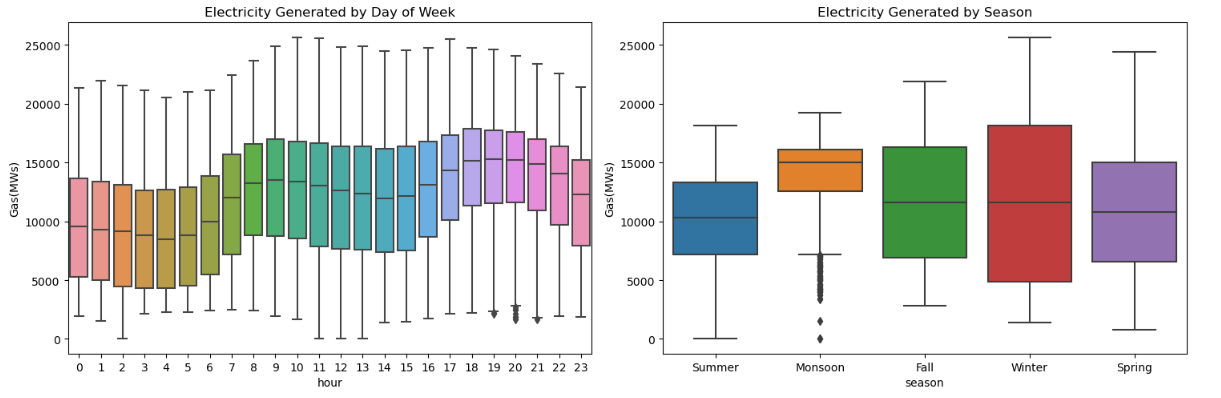 Electricity Generated by Day of Week
25000
20000
15000
10000
5000
0
Gas(MWs)
0 1 2 3 4 5 6 7 8 9 10 11 12 13 14 15 16 17 18 19 20 21 22 23
hour
Electricity Generated by Season
25000
20000
15000
10000
5000
0
Gas(MWs)
Summer Monsoon Fall Winter Spring
season